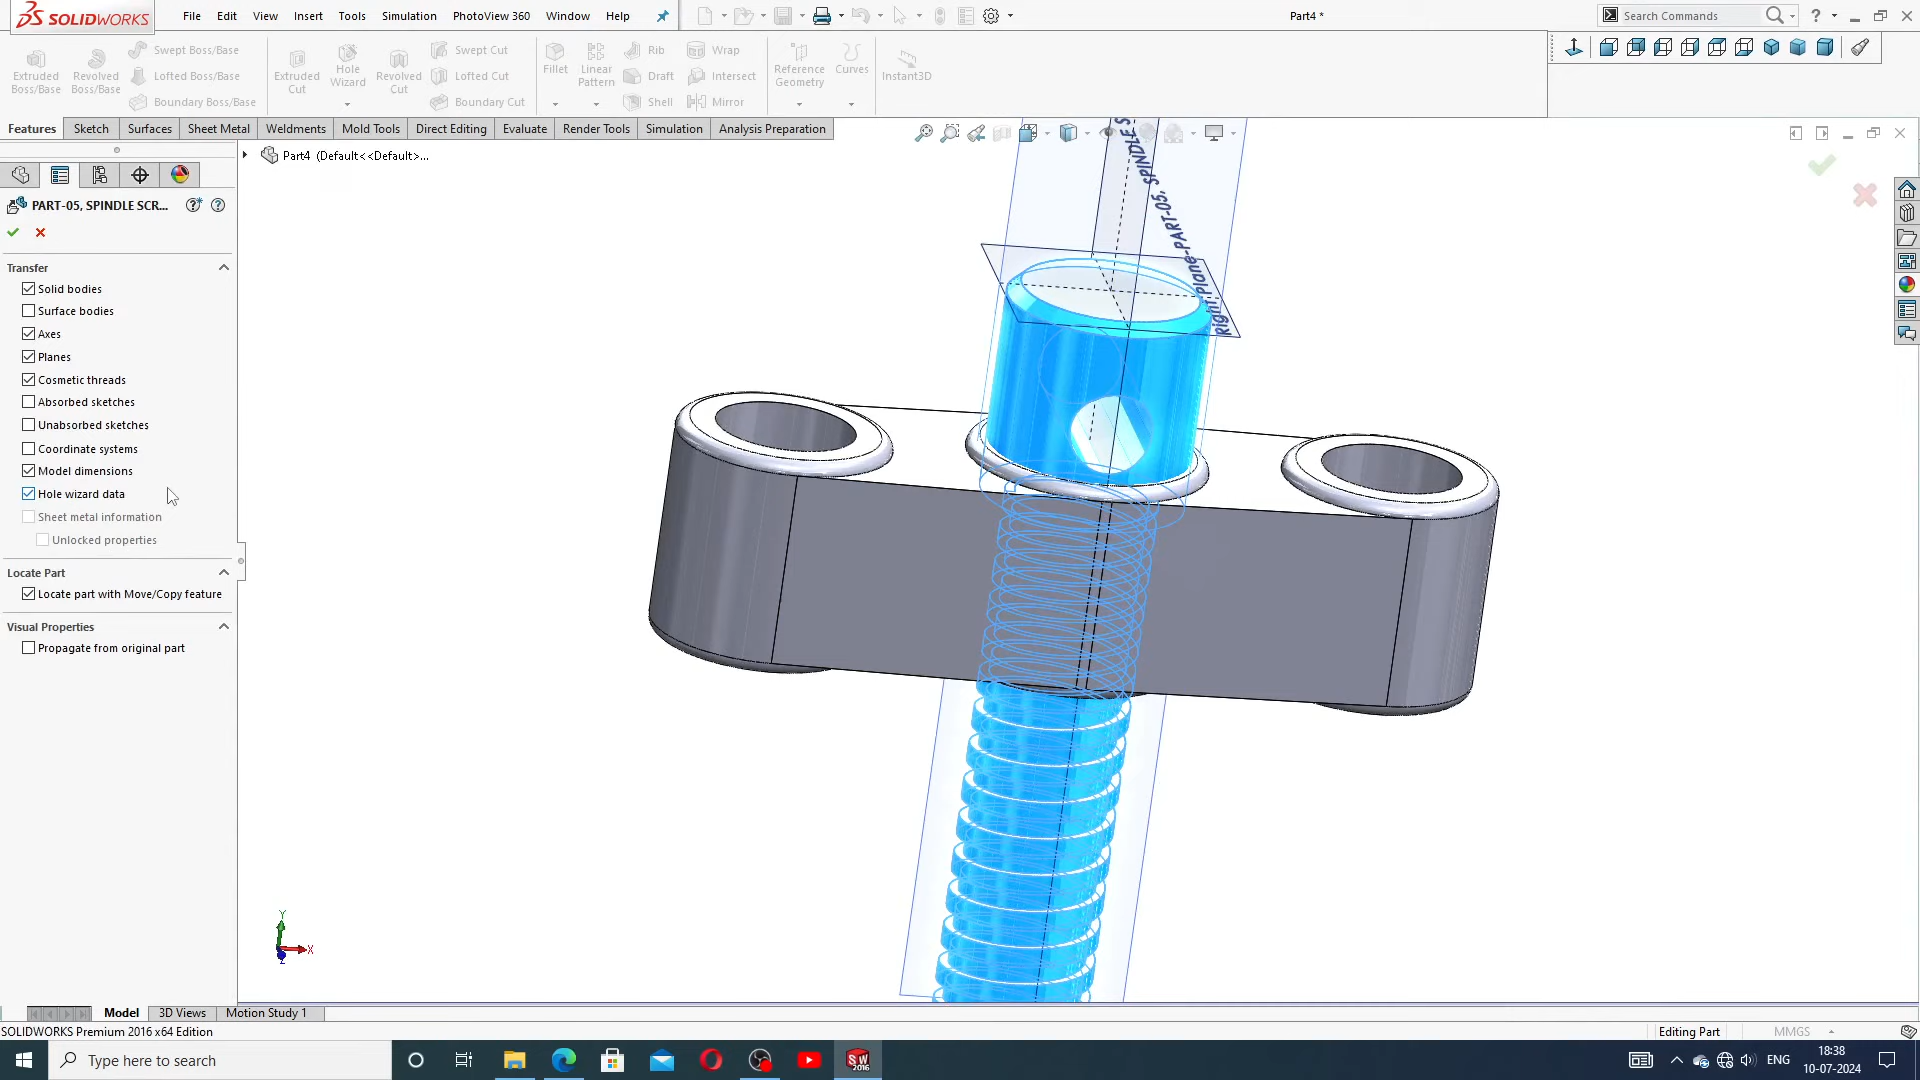 SOLIDWORKS
File Edit View Insert Tools Simulation PhotoView 360 Window Help
Part4 *
Search Commands
Extruded Boss/Base
Revolved Boss/Base
Swept Boss/Base
Lofted Boss/Base
Boundary Boss/Base
Extruded Cut
Hole Wizard
Revolved Cut
Swept Cut
Lofted Cut
Boundary Cut
Fillet
Linear Pattern
Rib
Draft
Shell
Wrap
Intersect
Mirror
Reference Geometry
Curves
Instant3D
Features Sketch Surfaces Sheet Metal Weldments Mold Tools Direct Editing Evaluate Render Tools Simulation Analysis Preparation
Part4 (Default<<Default>...
PART-05, SPINDLE SCR...
Transfer
Solid bodies
Surface bodies
Axes
Planes
Cosmetic threads
Absorbed sketches
Unabsorbed sketches
Coordinate systems
Model dimensions
Hole wizard data
Sheet metal information
Unlocked properties
Locate Part
Locate part with Move/Copy feature
Visual Properties
Propagate from original part
Right Plane-PART-05, SPINDLE S
Y
X
Z
Model 3D Views Motion Study 1
SOLIDWORKS Premium 2016 x64 Edition
Editing Part
MMGS
Type here to search
SW
2016
ENG
18:38
10-07-2024